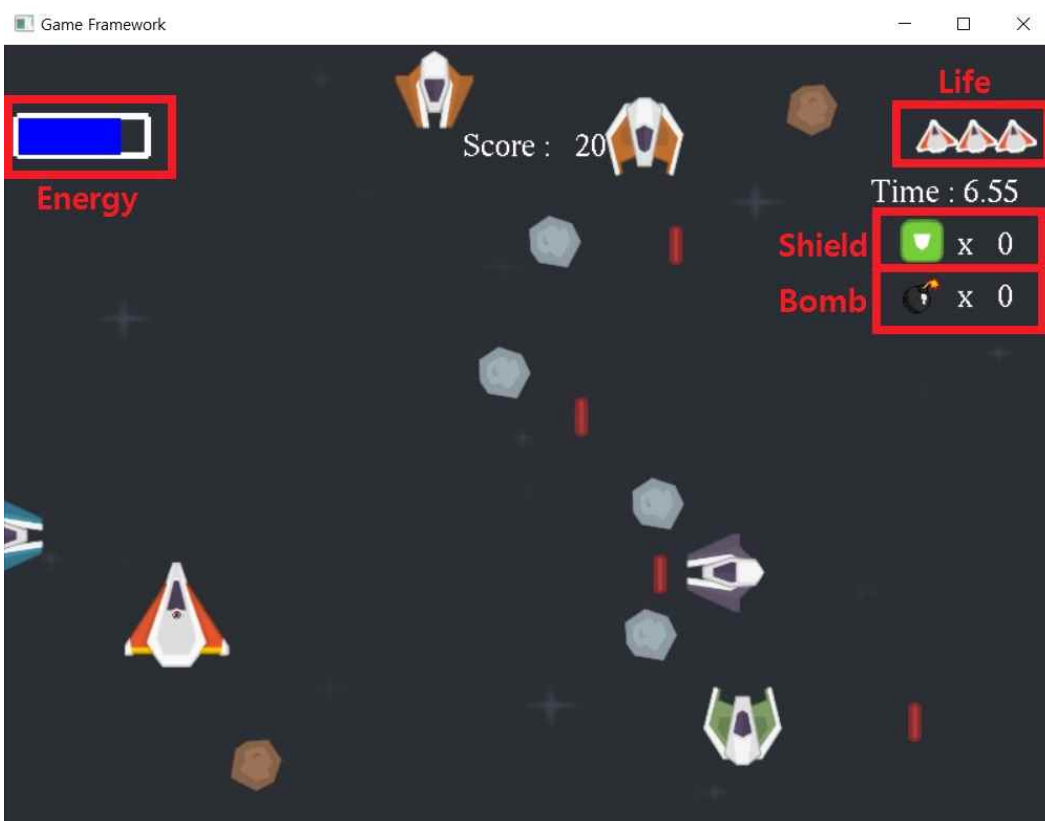 Game Framework
Life
Score : 20
Energy
Time : 6.55
Shield x 0
Bomb x 0